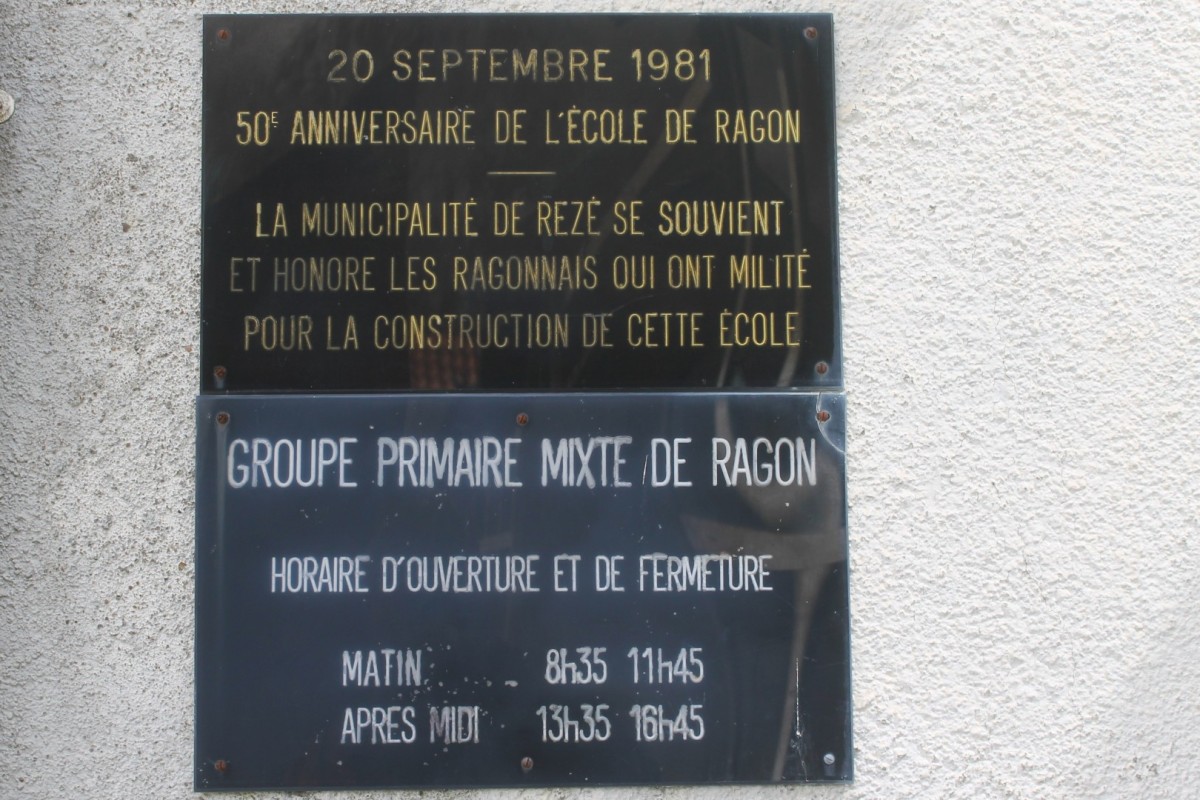 20 SEPTEMBRE 1981
50E ANNIVERSAIRE DE L'ÉCOLE DE RAGON
LA MUNICIPALITÉ DE REZÉ SE SOUVIENT
ET HONORE LES RAGONNAIS QUI ONT MILITÉ
POUR LA CONSTRUCTION DE CETTE ÉCOLE
GROUPE PRIMAIRE MIXTE DE RAGON
HORAIRE D'OUVERTURE ET DE FERMETURE
MATIN 8h35 11h45
APRES MIDI 13h35 16h45